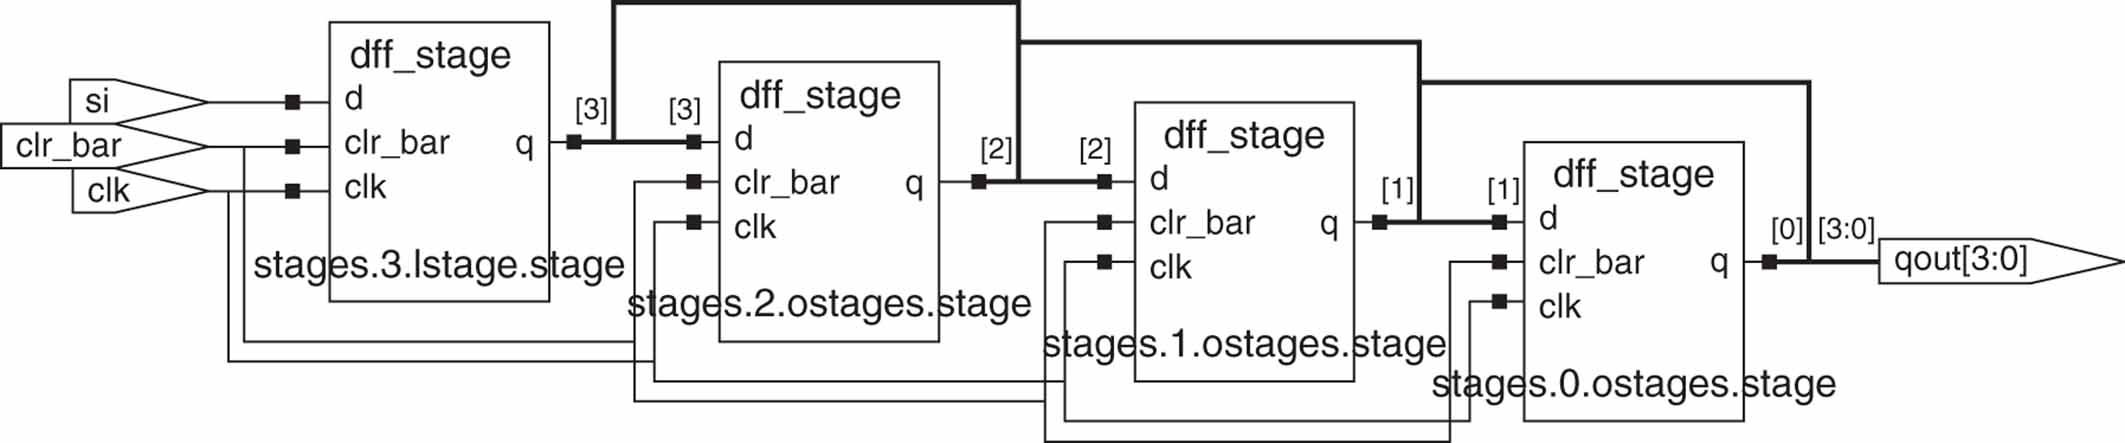 si
clr_bar
clk
dff_stage
d
clr_bar
clk
q
stages.3.lstage.stage
[3]
[3]
dff_stage
d
clr_bar
clk
q
stages.2.ostages.stage
[2]
[2]
dff_stage
d
clr_bar
clk
q
stages.1.ostages.stage
[1]
[1]
dff_stage
d
clr_bar
clk
q
stages.0.ostages.stage
[0]
[3:0]
qout[3:0]